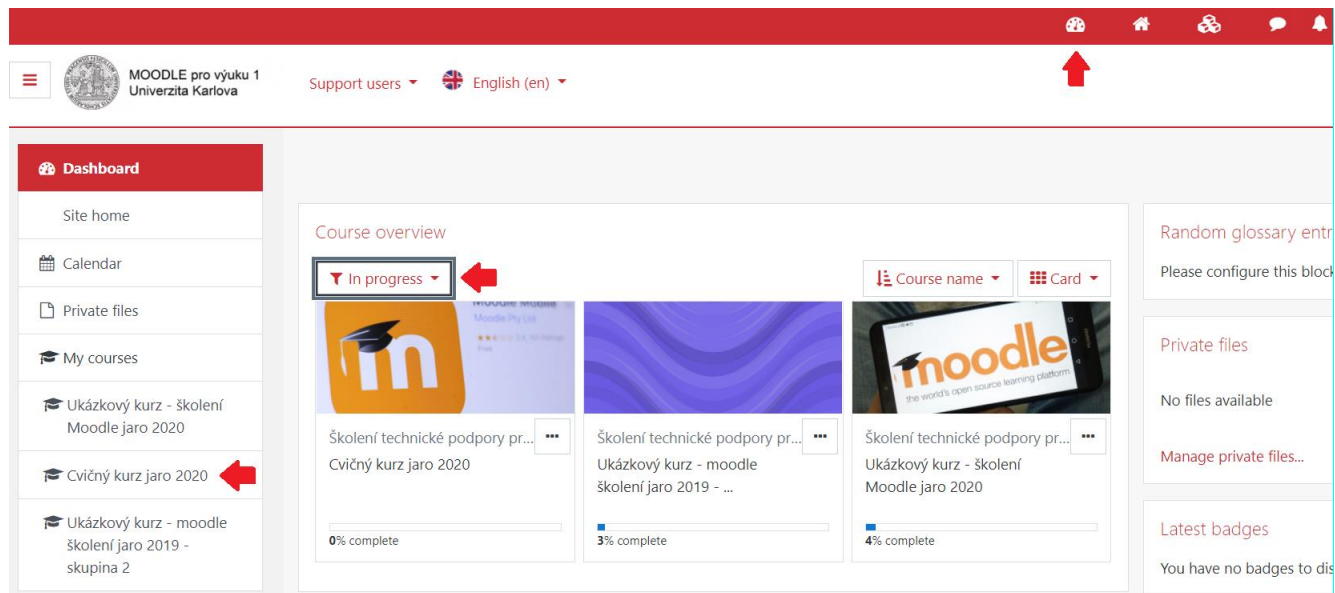 MOODLE pro výuku 1
Univerzita Karlova
Support users
English (en)
Dashboard
Site home
Calendar
Private files
My courses
Ukázkový kurz - školení
Moodle jaro 2020
Cvičný kurz jaro 2020
Ukázkový kurz - moodle
školení jaro 2019 -
skupina 2
Course overview
In progress
Course name
Card
Moodle Pty Ltd
Free
m
Školení technické podpory pr...
Cvičný kurz jaro 2020
0% complete
Školení technické podpory pr...
Ukázkový kurz - moodle
školení jaro 2019 - ...
3% complete
moodle
the world's open source learning platform
Školení technické podpory pr...
Ukázkový kurz - školení
Moodle jaro 2020
4% complete
Random glossary entr
Please configure this block
Private files
No files available
Manage private files...
Latest badges
You have no badges to dis